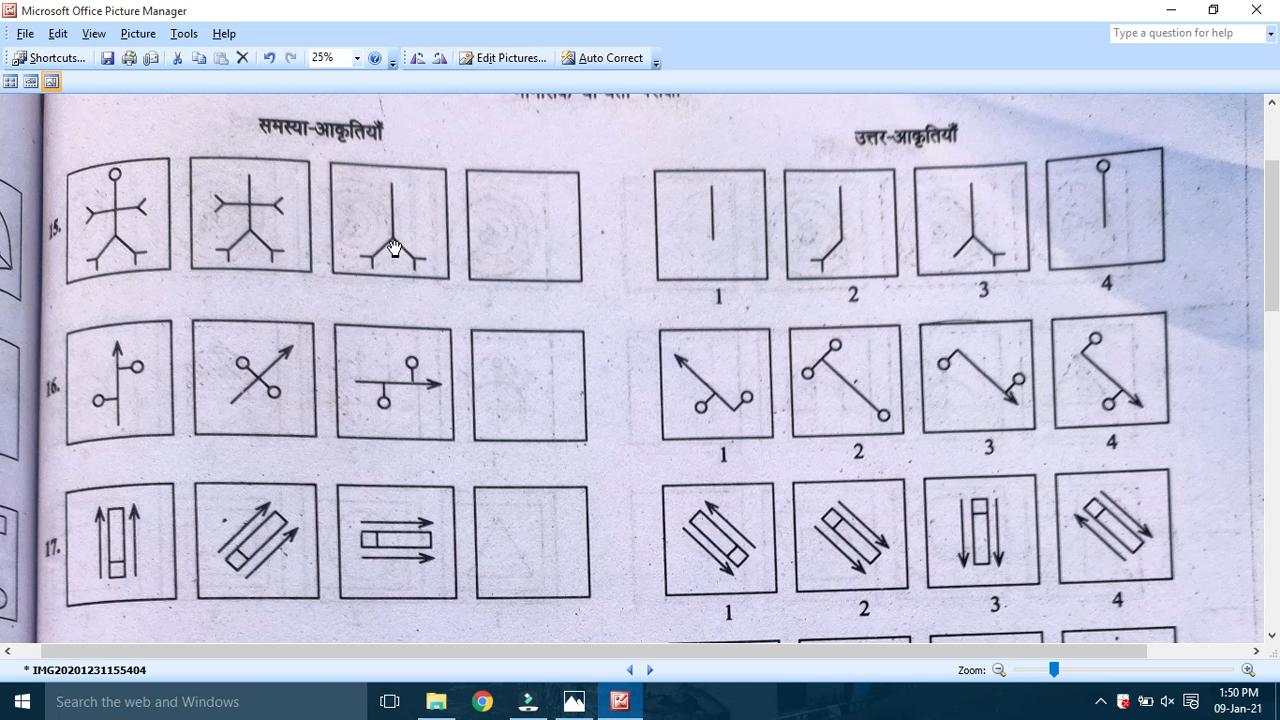 Microsoft Office Picture Manager
File Edit View Picture Tools Help
Type a question for help
Shortcuts... 25% Edit Pictures... Auto Correct
समस्या-आकृतियाँ उत्तर-आकृतियाँ
15.
1 2 3 4
16.
1 2 3 4
17.
1 2 3 4
* IMG20201231155404 Zoom:
Search the web and Windows
1:50 PM
09-Jan-21